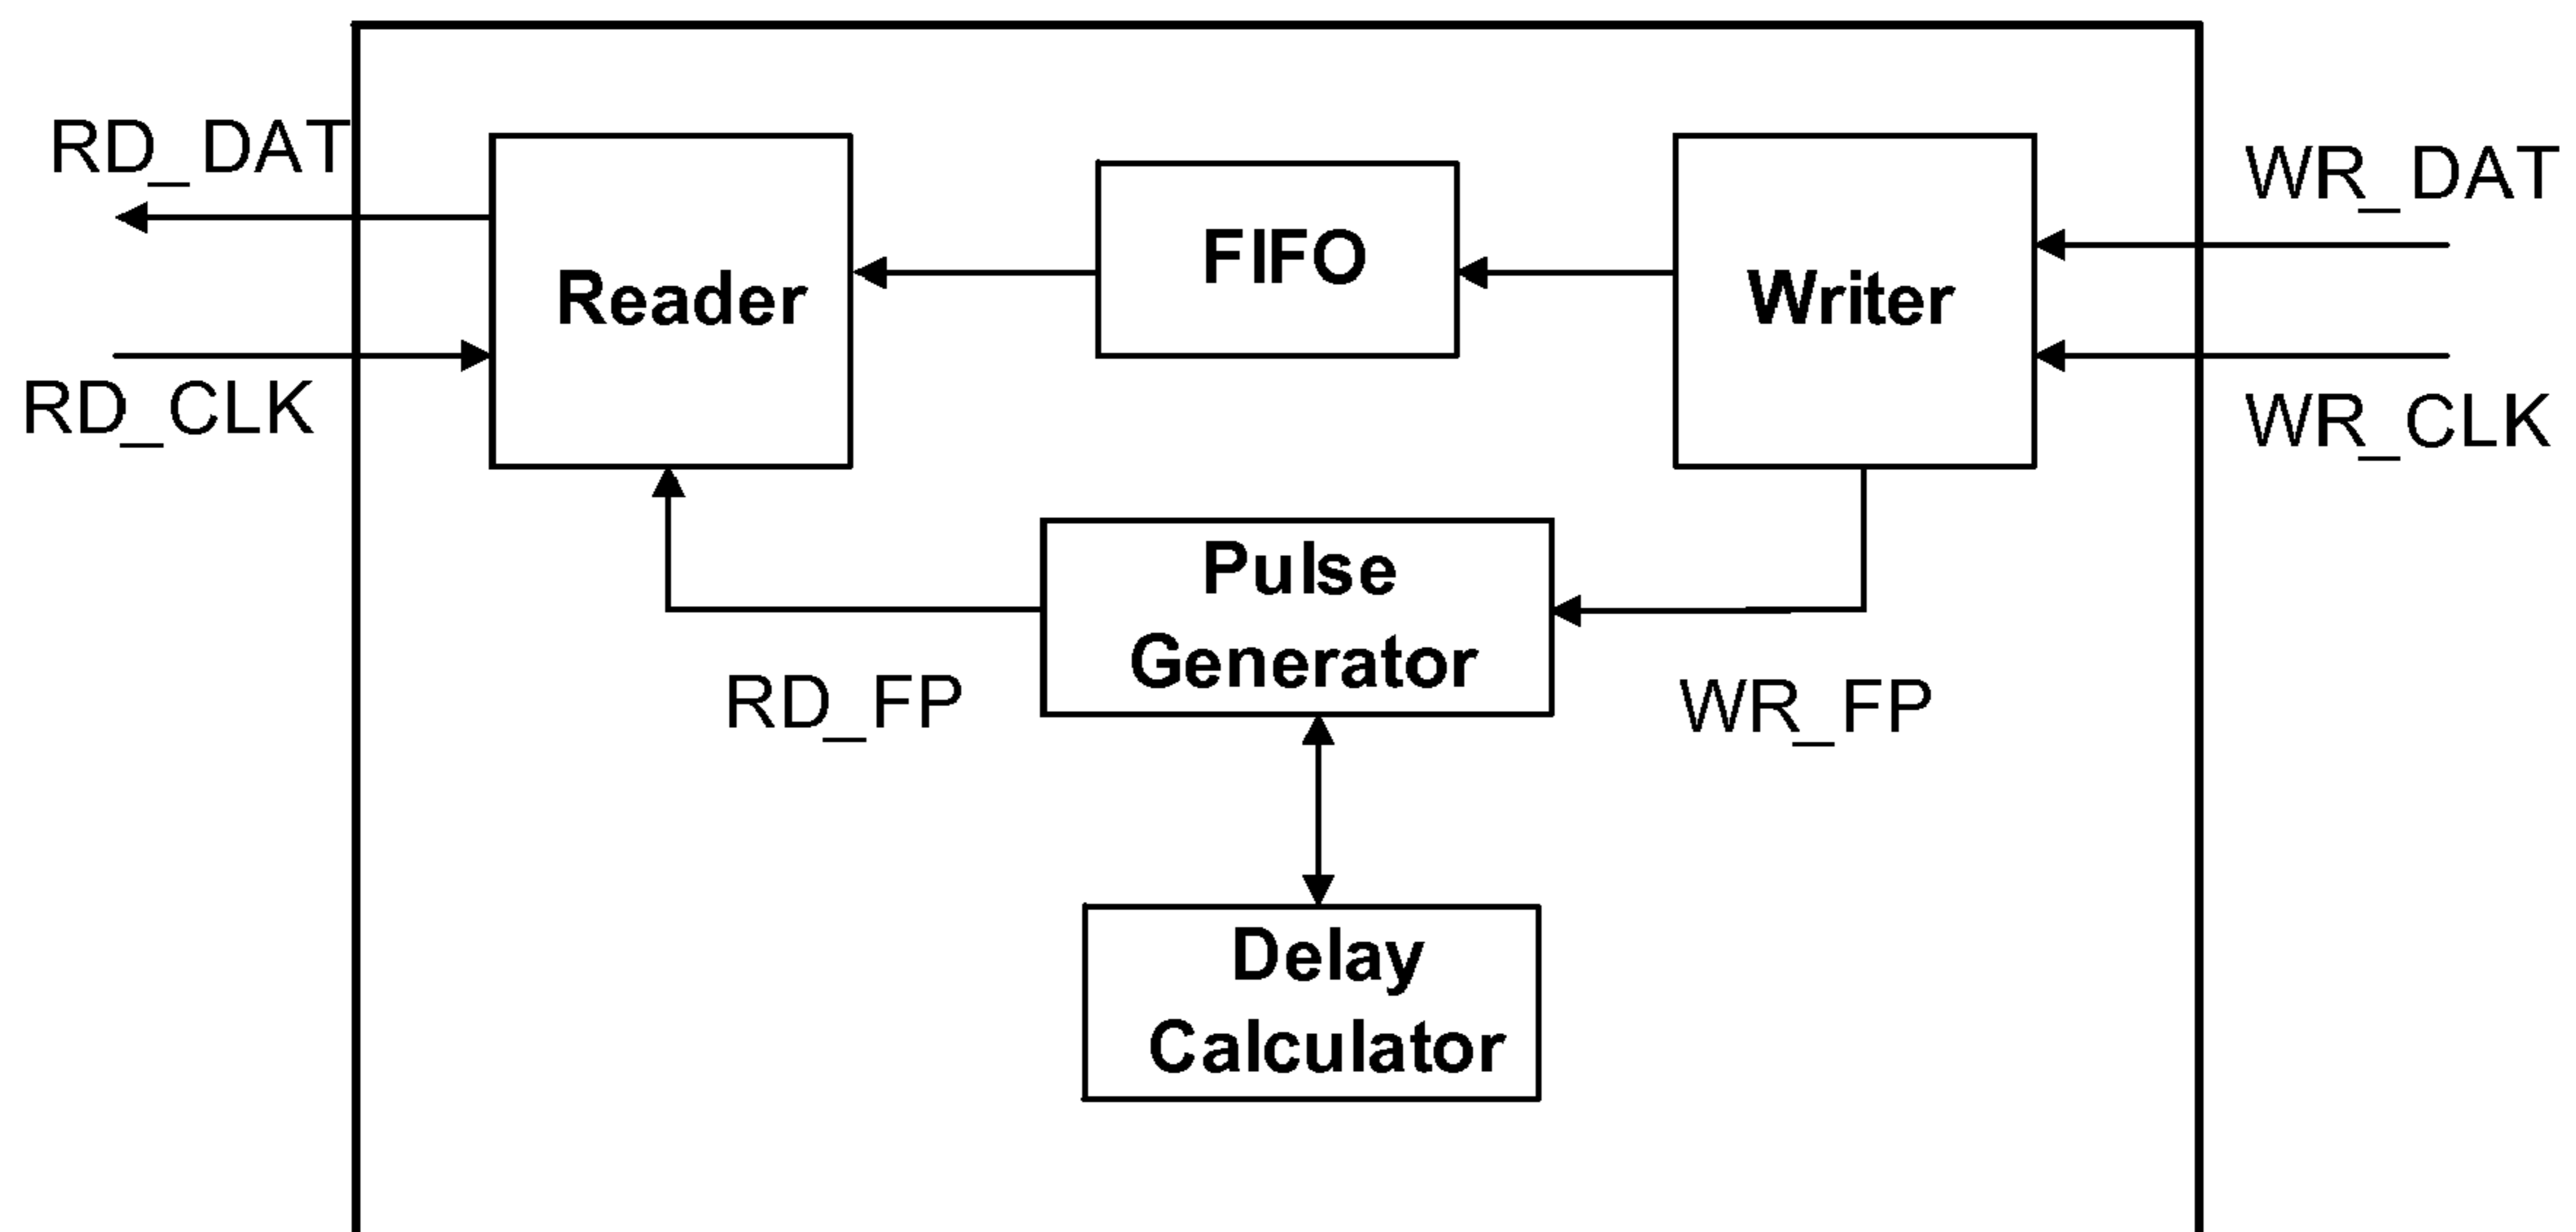 RD_DAT
WR_DAT
FIFO
Reader
Writer
RD_CLK
WR_CLK
Pulse
Generator
RD_FP
WR_FP
Delay
Calculator